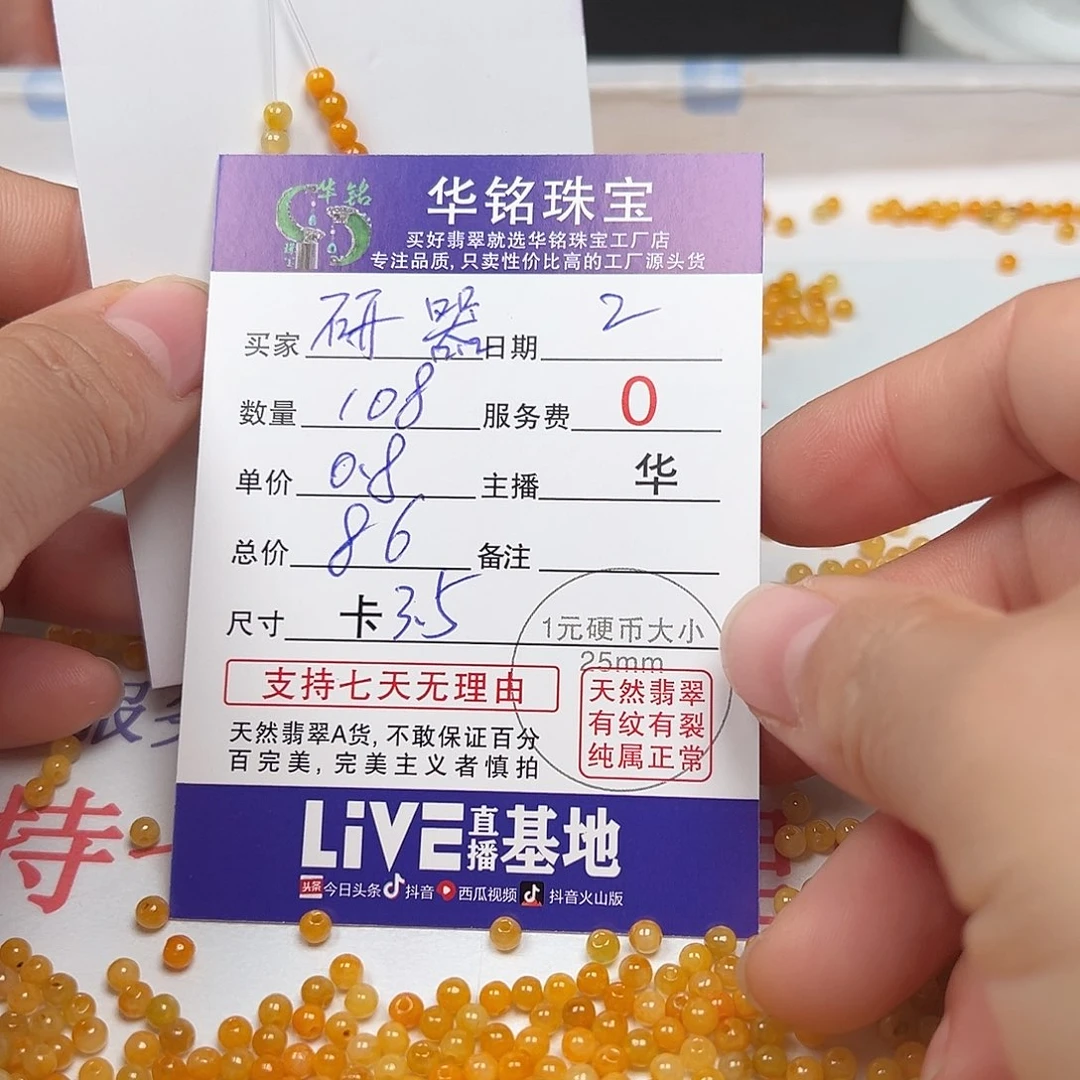 华铭
珠宝
华铭珠宝
买好翡翠就选华铭珠宝工厂店
专注品质,只卖性价比高的工厂源头货
买家 研器 日期 2
数量 108 服务费 0
单价 0.8 主播 华
总价 86 备注
尺寸 卡3.5
1元硬币大小
25mm
支持七天无理由
天然翡翠
有纹有裂
纯属正常
天然翡翠A货,不敢保证百分
百完美,完美主义者慎拍
LiVE直播基地
头条 今日头条 抖音 西瓜视频 抖音火山版
持